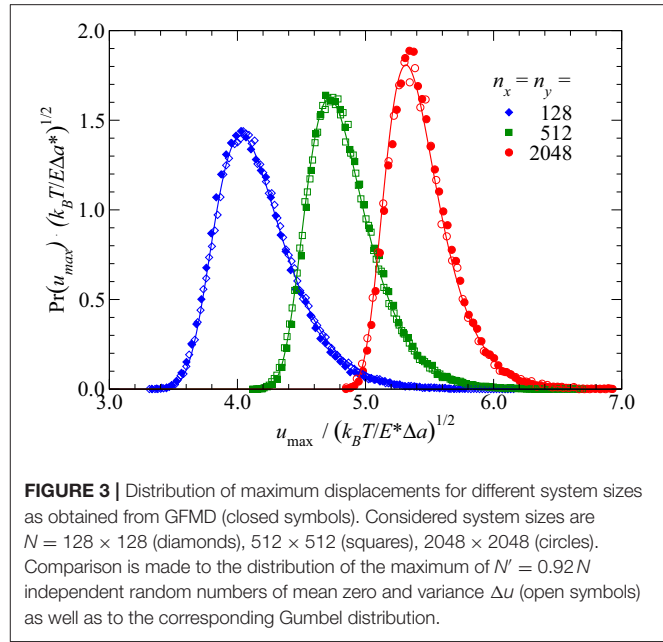 2.0
1.5
1.0
0.5
0.0
Pr(u_max) · (k_BT/EΔa*)^1/2
n_x = n_y =
128
512
2048
3.0 4.0 5.0 6.0 7.0
u_max / (k_BT/E*Δa)^1/2
FIGURE 3 | Distribution of maximum displacements for different system sizes
as obtained from GFMD (closed symbols). Considered system sizes are
N = 128 × 128 (diamonds), 512 × 512 (squares), 2048 × 2048 (circles).
Comparison is made to the distribution of the maximum of N′ = 0.92 N
independent random numbers of mean zero and variance Δu (open symbols)
as well as to the corresponding Gumbel distribution.